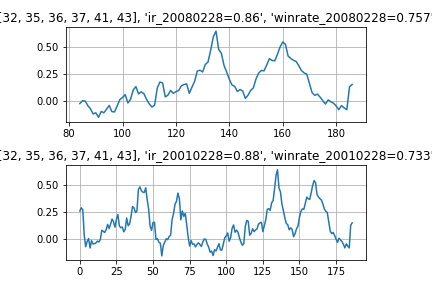 [32, 35, 36, 37, 41, 43], 'ir_20080228=0.86', 'winrate_20080228=0.757'
0.50
0.25
0.00
80 100 120 140 160 180
[32, 35, 36, 37, 41, 43], 'ir_20010228=0.88', 'winrate_20010228=0.733'
0.50
0.25
0.00
0 25 50 75 100 125 150 175